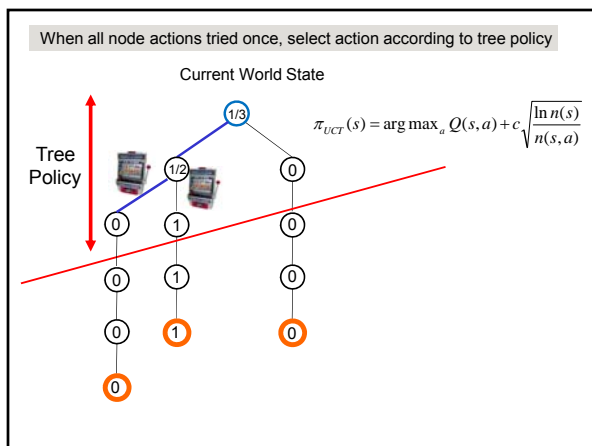 When all node actions tried once, select action according to tree policy
Current World State
1/3
π_UCT(s) = arg max_a Q(s,a) + c√(ln n(s) / n(s,a))
Tree
Policy
1/2
0
0
1
0
0
1
0
0
1
0
0